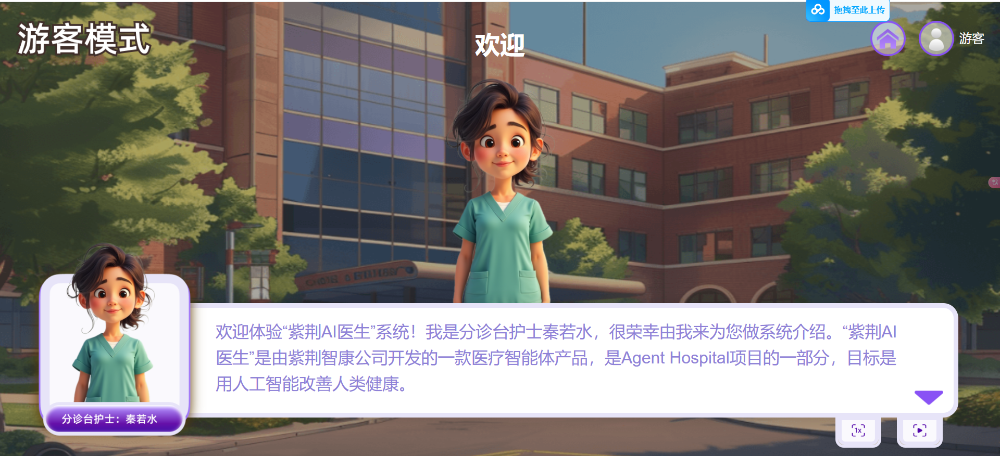 拖拽至此上传
游客模式
欢迎
游客
欢迎体验“紫荆AI医生”系统！我是分诊台护士秦若水，很荣幸由我来为您做系统介绍。“紫荆AI
医生”是由紫荆智康公司开发的一款医疗智能体产品，是Agent Hospital项目的一部分，目标是
用人工智能改善人类健康。
分诊台护士：秦若水
1x